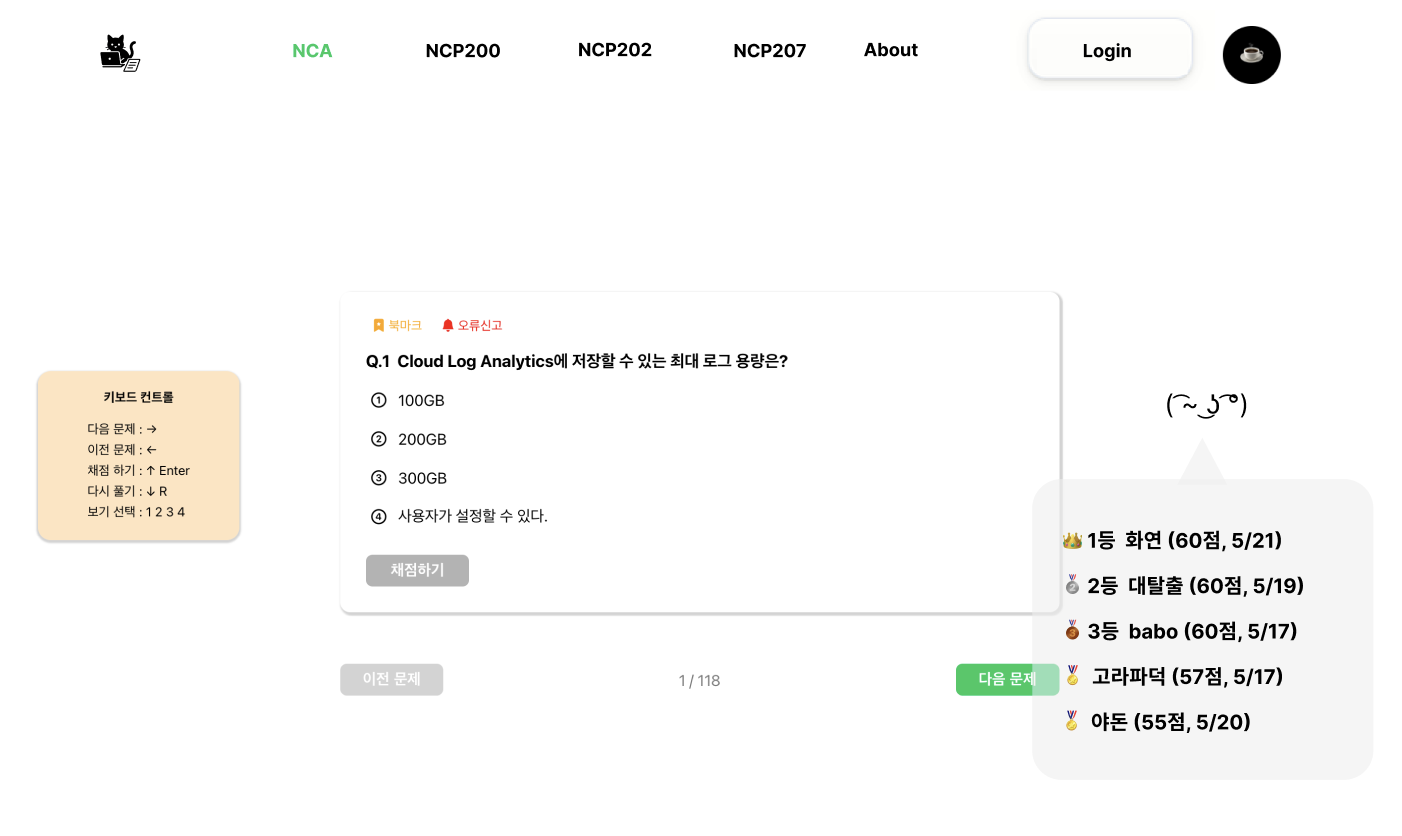 NCA NCP200 NCP202 NCP207 About Login
북마크 오류신고
Q.1 Cloud Log Analytics에 저장할 수 있는 최대 로그 용량은?
① 100GB
② 200GB
③ 300GB
④ 사용자가 설정할 수 있다.
채점하기
이전 문제 1 / 118 다음 문제
키보드 컨트롤
다음 문제 : →
이전 문제 : ←
채점 하기 : ↑ Enter
다시 풀기 : ↓ R
보기 선택 : 1 2 3 4
( ͡~ ͜ʖ ͡°)
1등 화연 (60점, 5/21)
2등 대탈출 (60점, 5/19)
3등 babo (60점, 5/17)
고라파덕 (57점, 5/17)
야돈 (55점, 5/20)